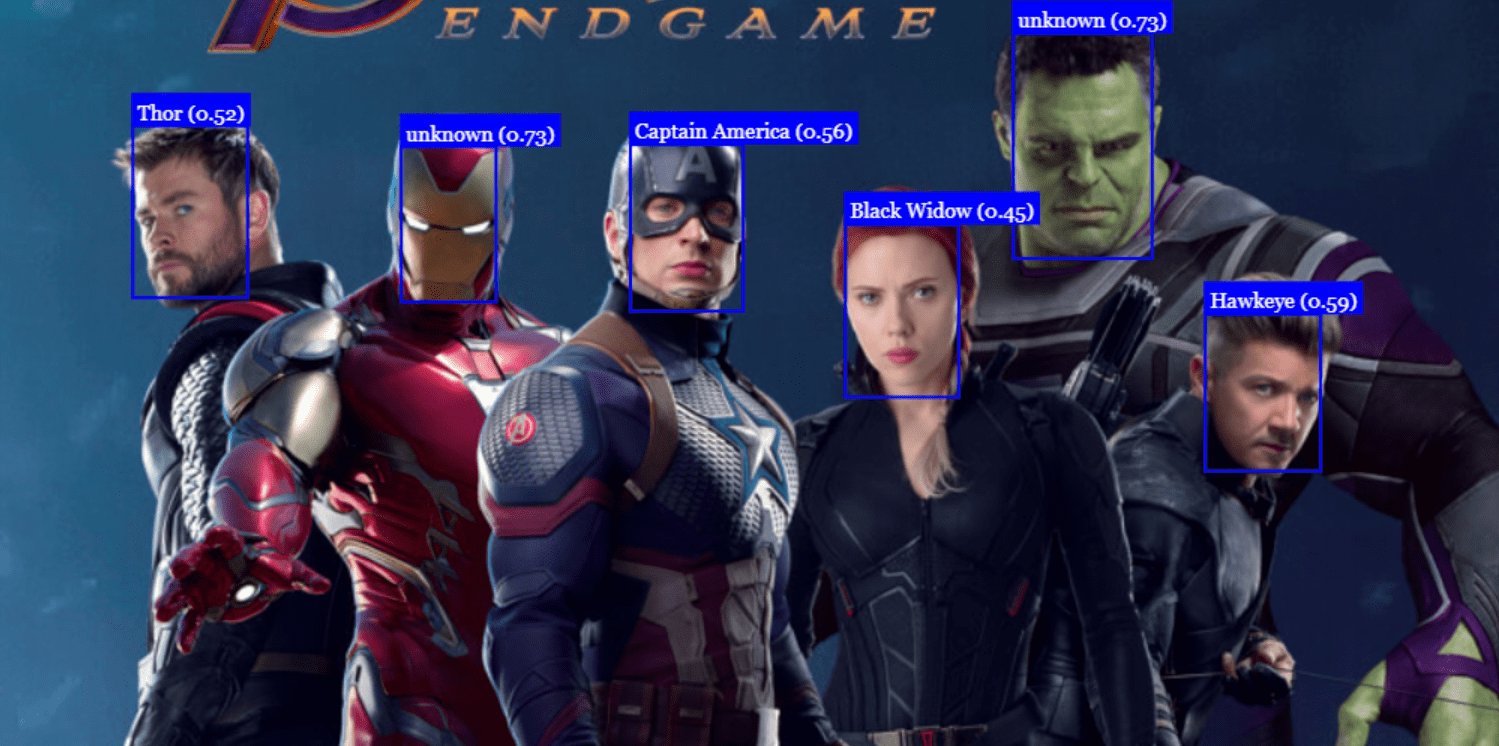 ENDGAME
unknown (0.73)
Thor (0.52)
unknown (0.73)
Captain America (0.56)
Black Widow (0.45)
Hawkeye (0.59)
A